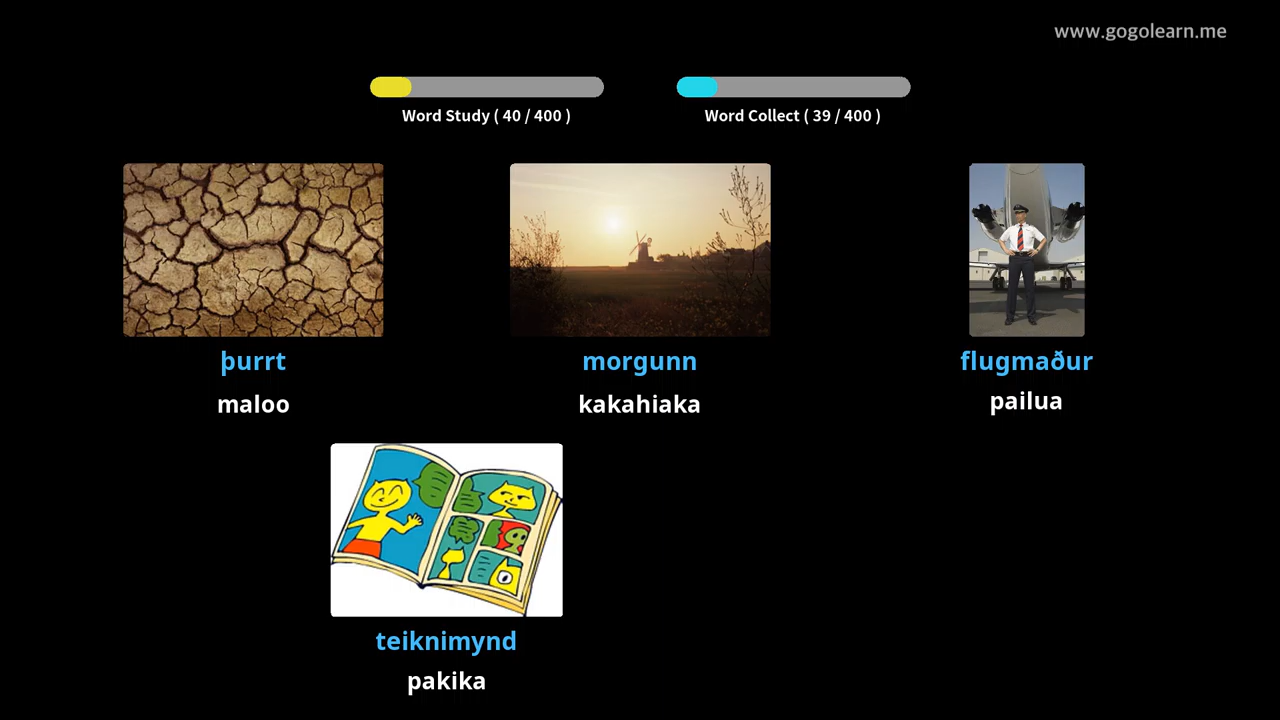 www.gogolearn.me
Word Study ( 40 / 400 )
Word Collect ( 39 / 400 )
þurrt
morgunn
flugmaður
maloo
kakahiaka
pailua
teiknimynd
pakika